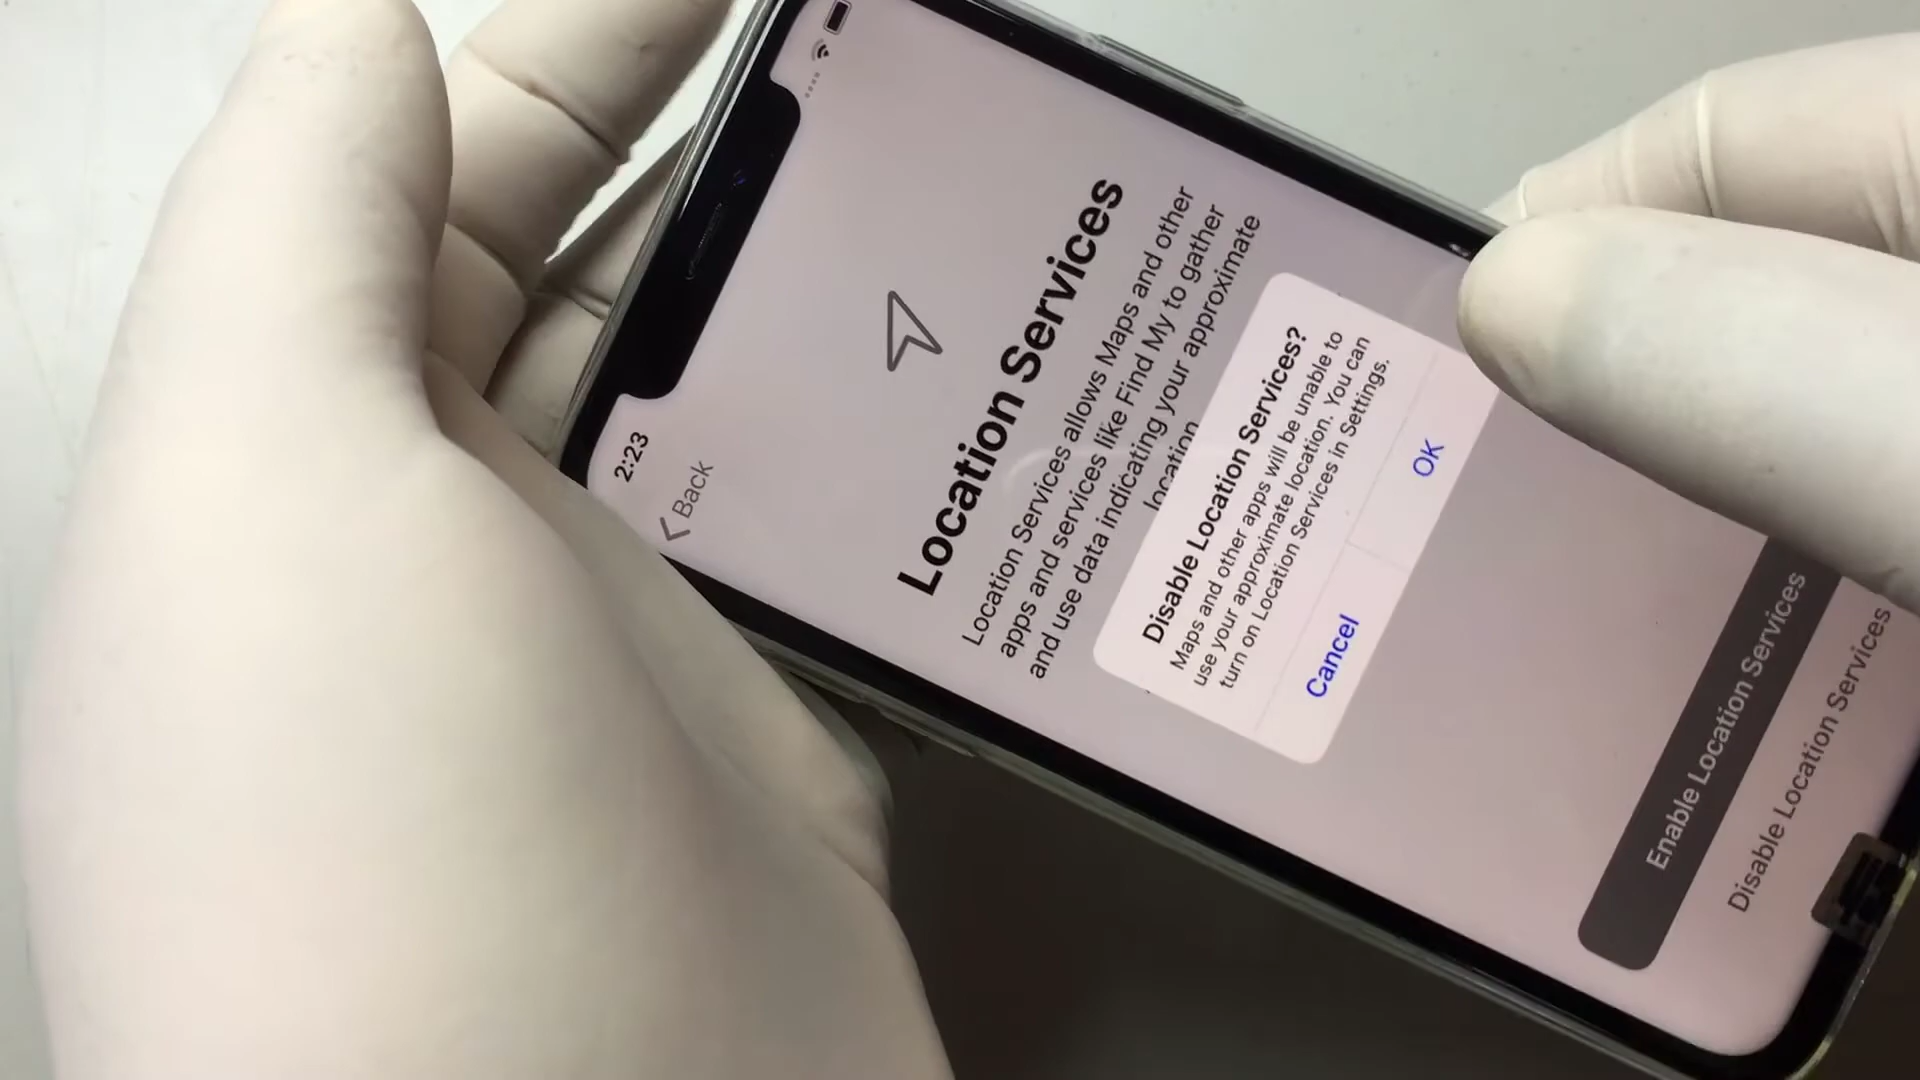 2:23
Back
Location Services
Location Services allows Maps and other
apps and services like Find My to gather
and use data indicating your approximate
location
Disable Location Services?
Maps and other apps will be unable to
use your approximate location. You can
turn on Location Services in Settings.
Cancel
OK
Enable Location Services
Disable Location Services